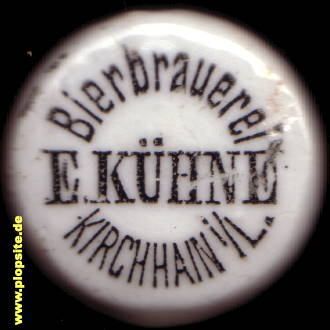 Bierbrauerei
E. KÜHNE
KIRCHHAIN N/L.
www.plopsite.de